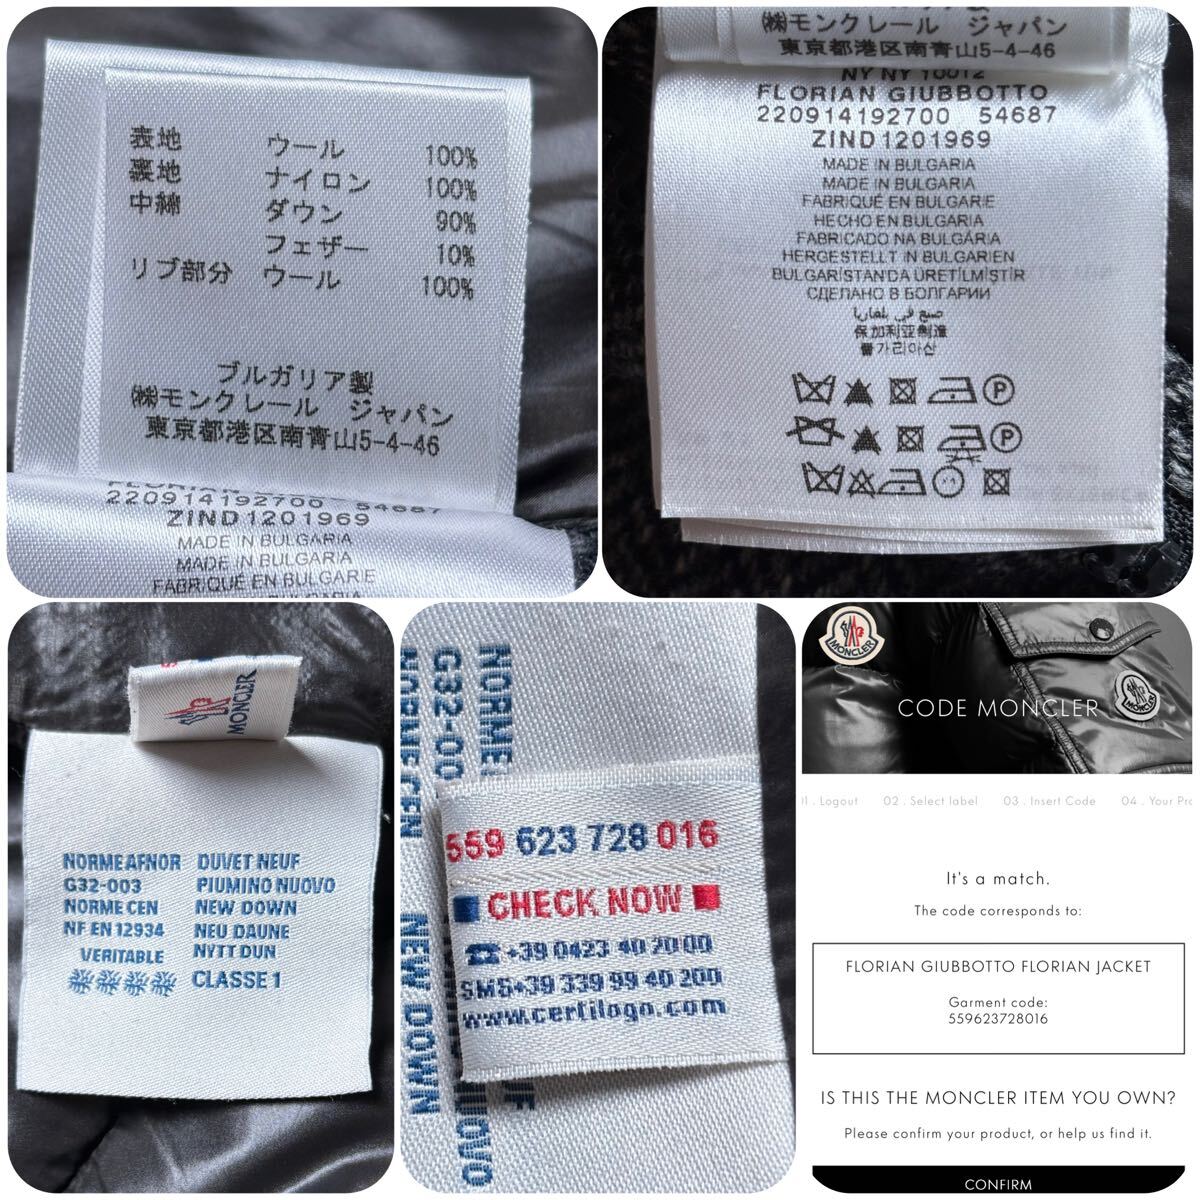 表地 ウール 100%
裏地 ナイロン 100%
中綿 ダウン 90%
フェザー 10%
リブ部分 ウール 100%
ブルガリア製
㈱モンクレール ジャパン
東京都港区南青山5-4-46
220914192700 54687
ZIND1201969
MADE IN BULGARIA
MADE IN BULGARIA
FABRIQUÉ EN BULGARIE
㈱モンクレール ジャパン
東京都港区南青山5-4-46
NY NY 10012
FLORIAN GIUBBOTTO
220914192700 54687
ZIND1201969
MADE IN BULGARIA
MADE IN BULGARIA
FABRIQUÉ EN BULGARIE
HECHO EN BULGARIA
FABRICADO NA BULGÁRIA
HERGESTELLT IN BULGARIEN
BULGARİSTAN'DA ÜRETİLMİŞTİR
СДЕЛАНО В БОЛГАРИИ
صنع في بلغاريا
保加利亚制造
불가리아산
MONCLER
NORME AFNOR DUVET NEUF
G32-003 PIUMINO NUOVO
NORME CEN NEW DOWN
NF EN 12934 NEU DAUNE
VERITABLE NYTT DUN
CLASSE 1
G32-00
NORME CEN
NEW DOWN
559 623 728 016
CHECK NOW
+39 0423 40 20 00
SMS+39 339 99 40 200
www.certilogo.com
MONCLER
CODE MONCLER
01 . Logout 02 . Select label 03 . Insert Code 04 . Your Pro
It's a match.
The code corresponds to:
FLORIAN GIUBBOTTO FLORIAN JACKET
Garment code:
559623728016
IS THIS THE MONCLER ITEM YOU OWN?
Please confirm your product, or help us find it.
CONFIRM